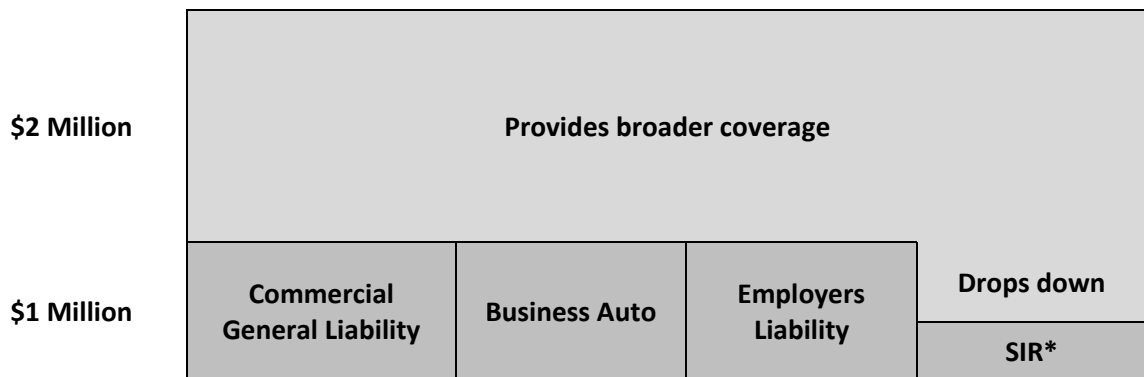 $2 Million
Provides broader coverage
$1 Million
Commercial
General Liability
Business Auto
Employers
Liability
Drops down
SIR*